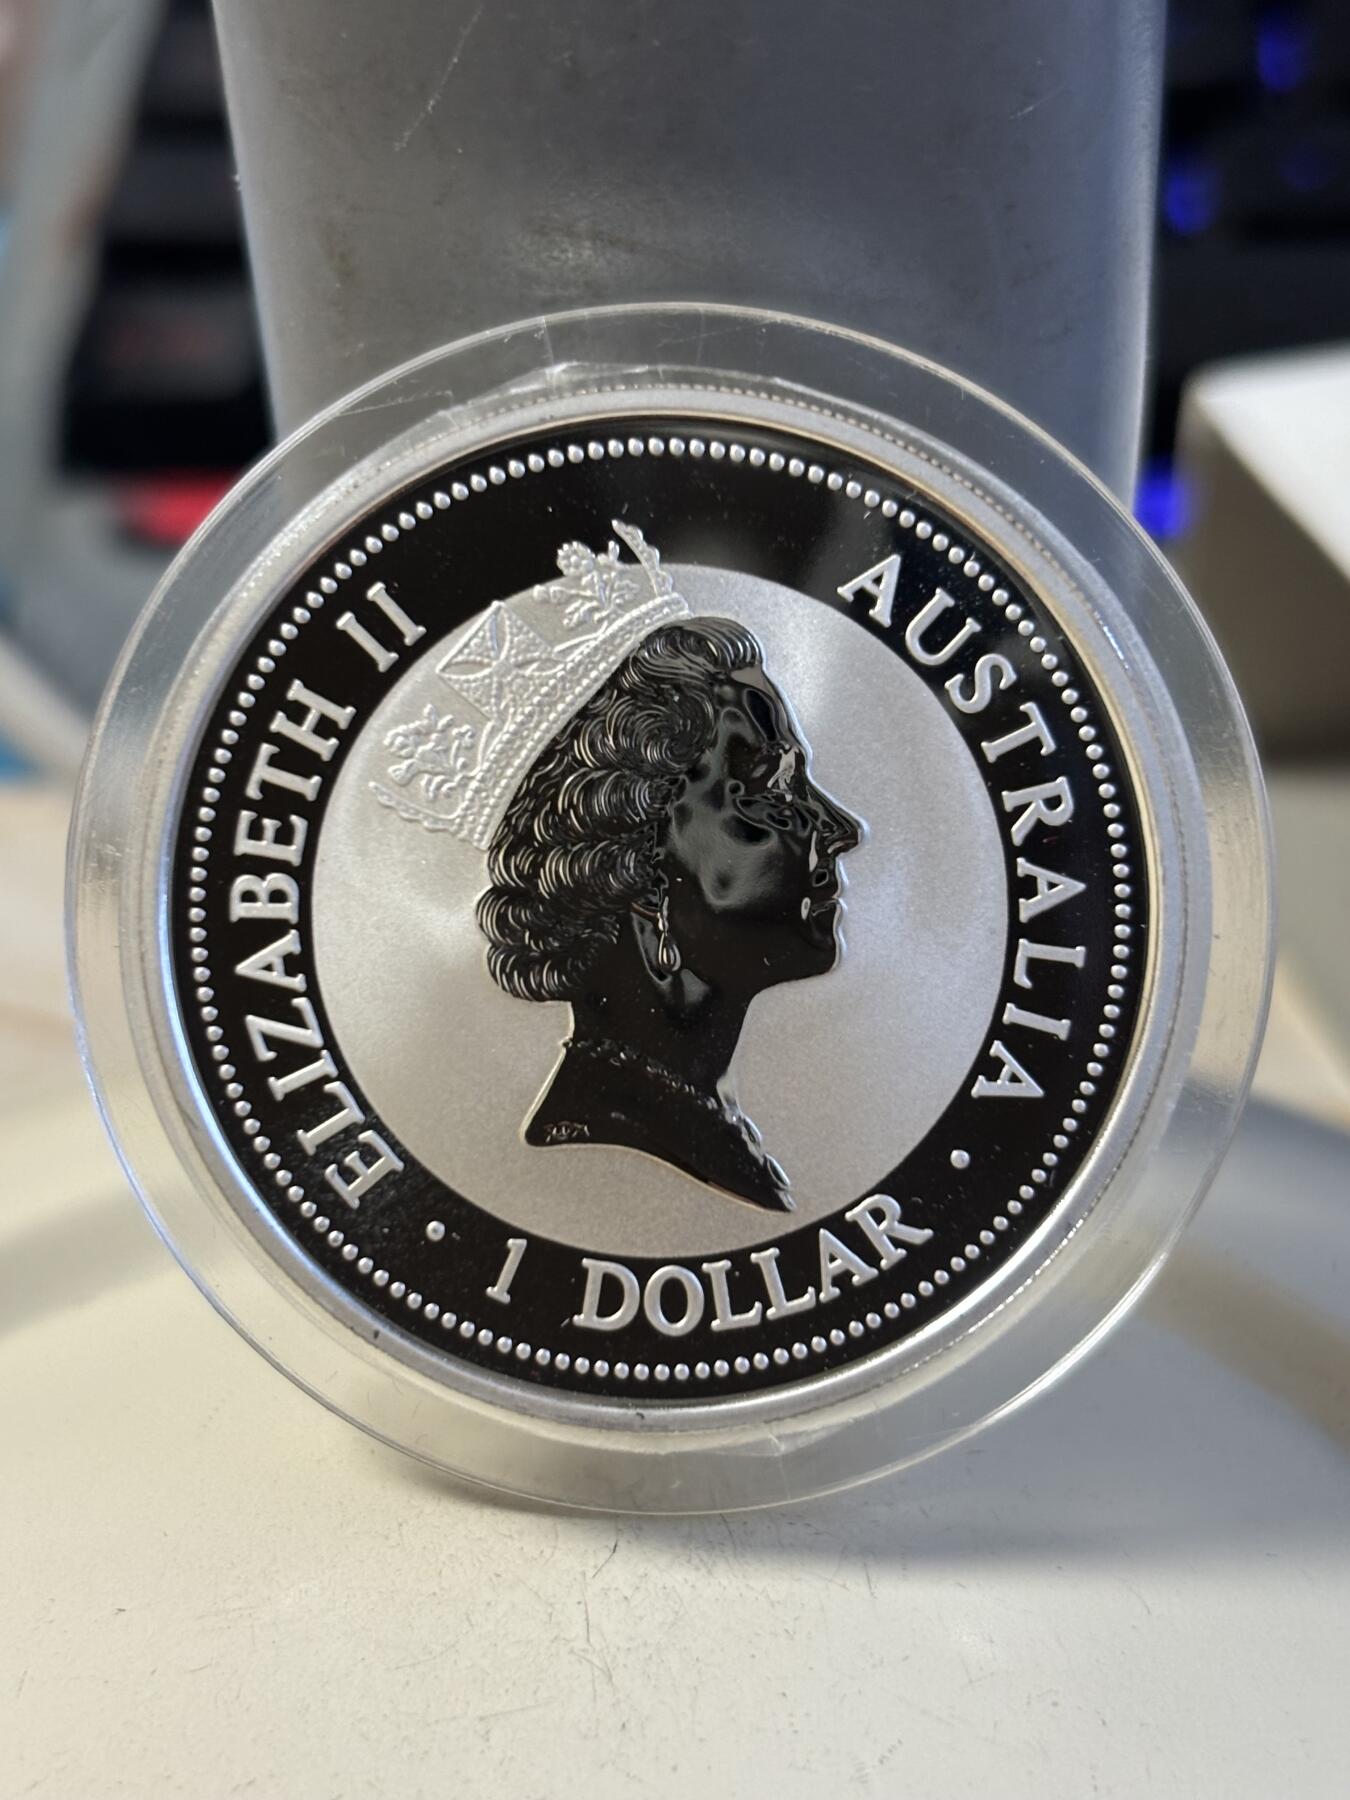 ELIZABETH II
AUSTRALIA
• 1 DOLLAR •